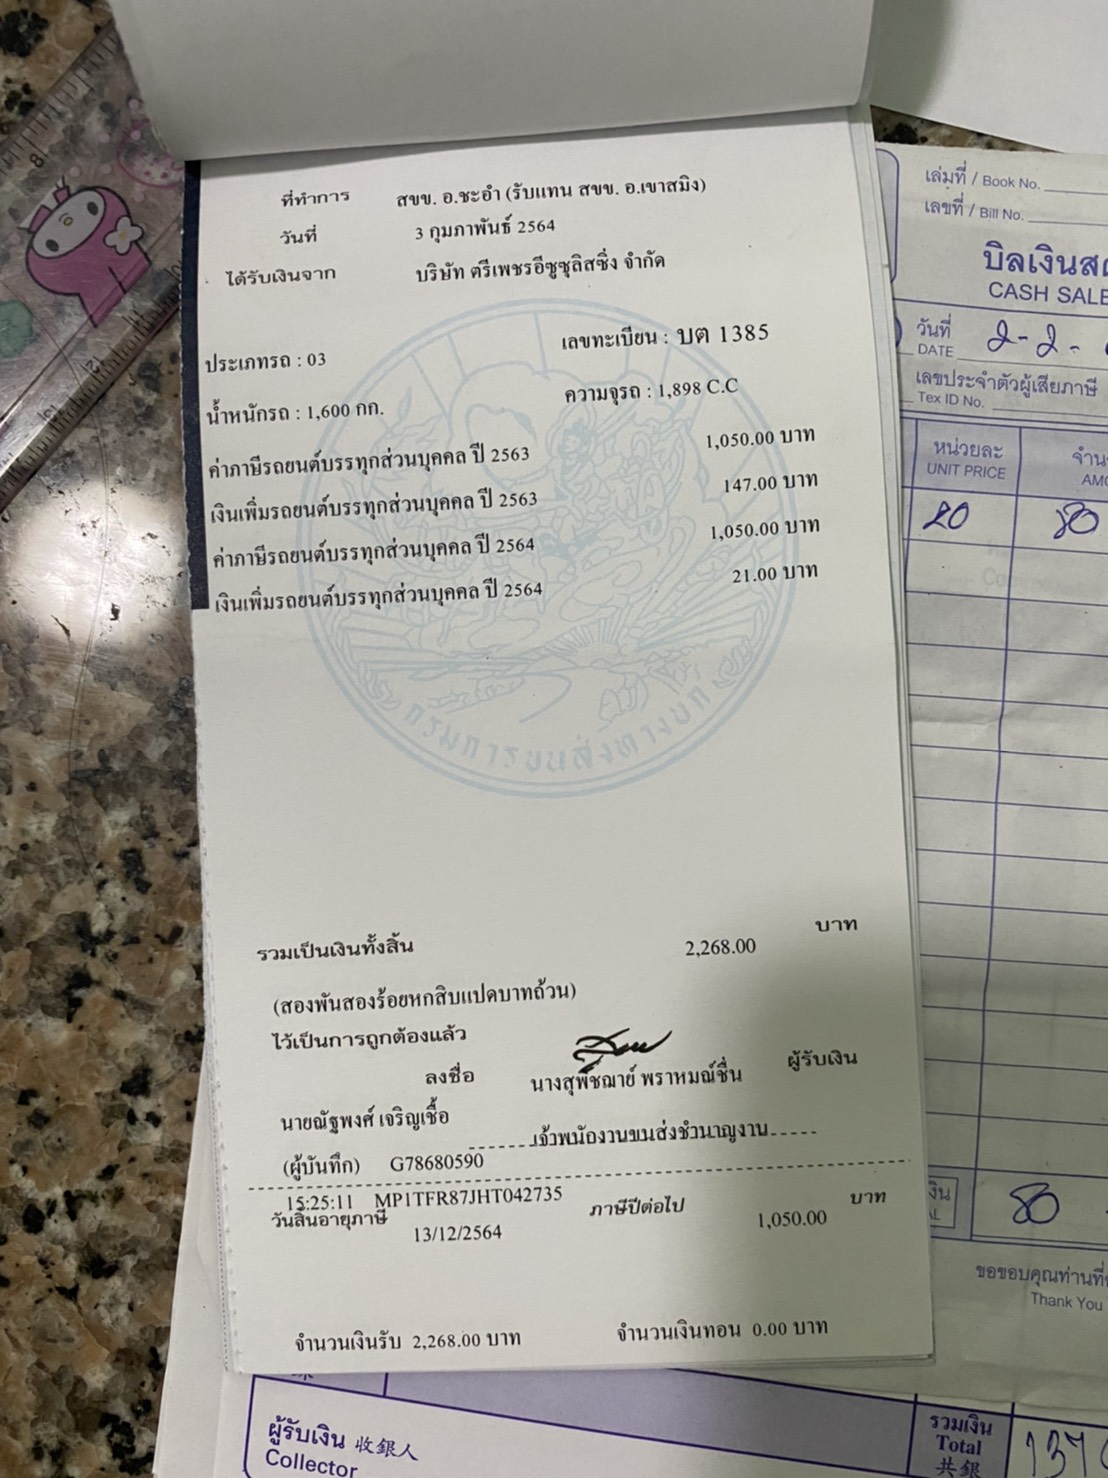 ที่ทำการ สขข. อ.ชะอำ (รับแทน สขข. อ.เขาสมิง)
วันที่ 3 กุมภาพันธ์ 2564
ได้รับเงินจาก บริษัท ตรีเพชรอีซูซุลิสซิ่ง จำกัด
ประเภทรถ : 03 เลขทะเบียน : บต 1385
น้ำหนักรถ : 1,600 กก. ความจุรถ : 1,898 C.C
ค่าภาษีรถยนต์บรรทุกส่วนบุคคล ปี 2563 1,050.00 บาท
เงินเพิ่มรถยนต์บรรทุกส่วนบุคคล ปี 2563 147.00 บาท
ค่าภาษีรถยนต์บรรทุกส่วนบุคคล ปี 2564 1,050.00 บาท
เงินเพิ่มรถยนต์บรรทุกส่วนบุคคล ปี 2564 21.00 บาท
กรมการขนส่งทางบก
รวมเป็นเงินทั้งสิ้น 2,268.00 บาท
(สองพันสองร้อยหกสิบแปดบาทถ้วน)
ไว้เป็นการถูกต้องแล้ว
ลงชื่อ นางสุพิชฌาย์ พราหมณ์ชื่น ผู้รับเงิน
นายณัฐพงศ์ เจริญเชื้อ เจ้าพนักงานขนส่งชำนาญงาน
(ผู้บันทึก) G78680590
15:25:11 MP1TFR87JHT042735
วันสิ้นอายุภาษี 13/12/2564 ภาษีปีต่อไป 1,050.00 บาท
จำนวนเงินรับ 2,268.00 บาท จำนวนเงินทอน 0.00 บาท
เล่มที่ / Book No.
เลขที่ / Bill No.
บิลเงินส
CASH SALE
วันที่ 2-2-
DATE
เลขประจำตัวผู้เสียภาษี
Tex ID No.
หน่วยละ
UNIT PRICE
20 80
80
ขอขอบคุณท่านที่
Thank You
ผู้รับเงิน 收銀人
Collector
รวมเงิน
Total
共銀
137